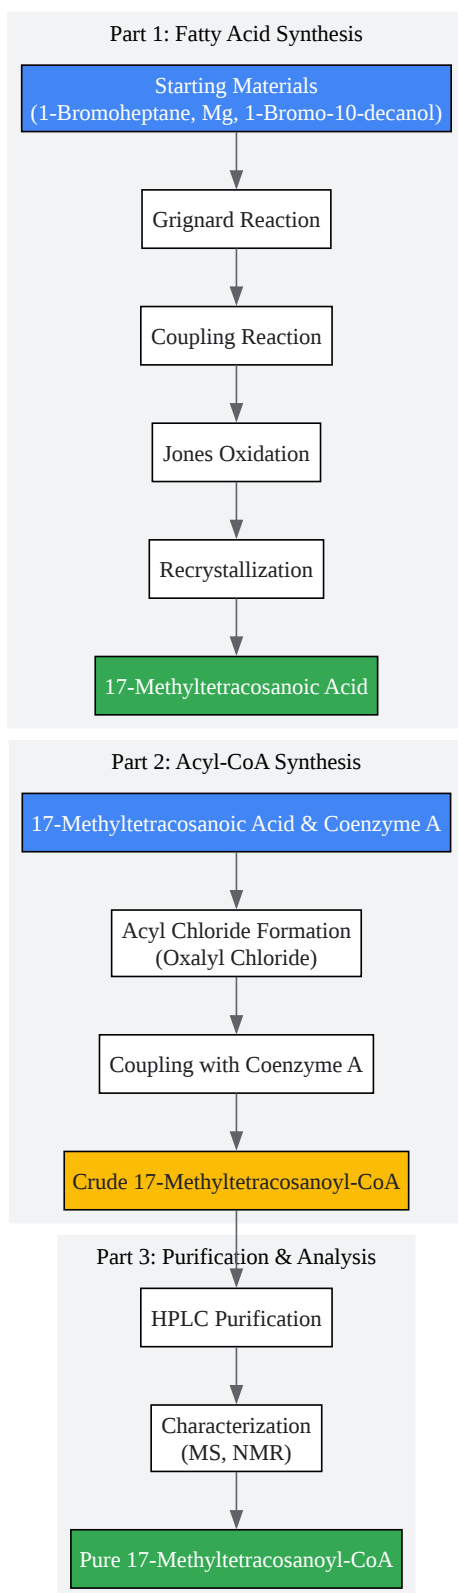 Part 1: Fatty Acid Synthesis
Starting Materials
(1-Bromoheptane, Mg, 1-Bromo-10-decanol)
Grignard Reaction
Coupling Reaction
Jones Oxidation
Recrystallization
17-Methyltetracosanoic Acid
Part 2: Acyl-CoA Synthesis
17-Methyltetracosanoic Acid & Coenzyme A
Acyl Chloride Formation
(Oxalyl Chloride)
Coupling with Coenzyme A
Crude 17-Methyltetracosanoyl-CoA
Part 3: Purification & Analysis
HPLC Purification
Characterization
(MS, NMR)
Pure 17-Methyltetracosanoyl-CoA